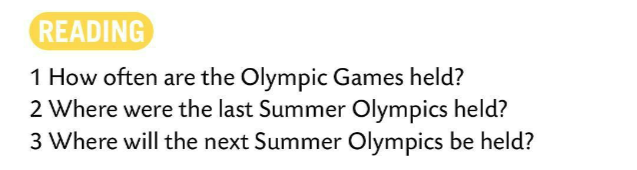 READING
1 How often are the Olympic Games held?
2 Where were the last Summer Olympics held?
3 Where will the next Summer Olympics be held?